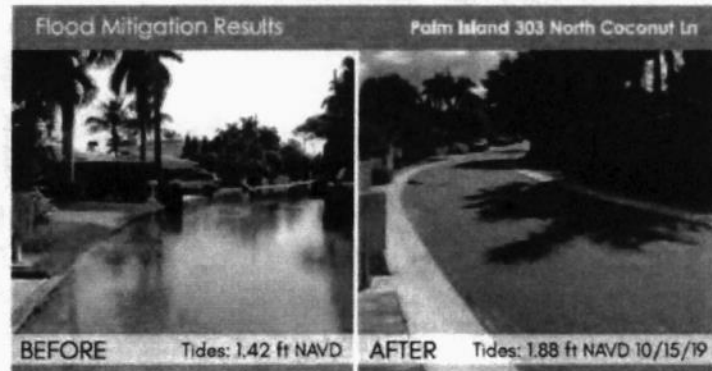 Flood Mitigation Results
Palm Island 303 North Coconut Ln
BEFORE
Tides: 1.42 ft NAVD
AFTER
Tides: 1.88 ft NAVD 10/15/19